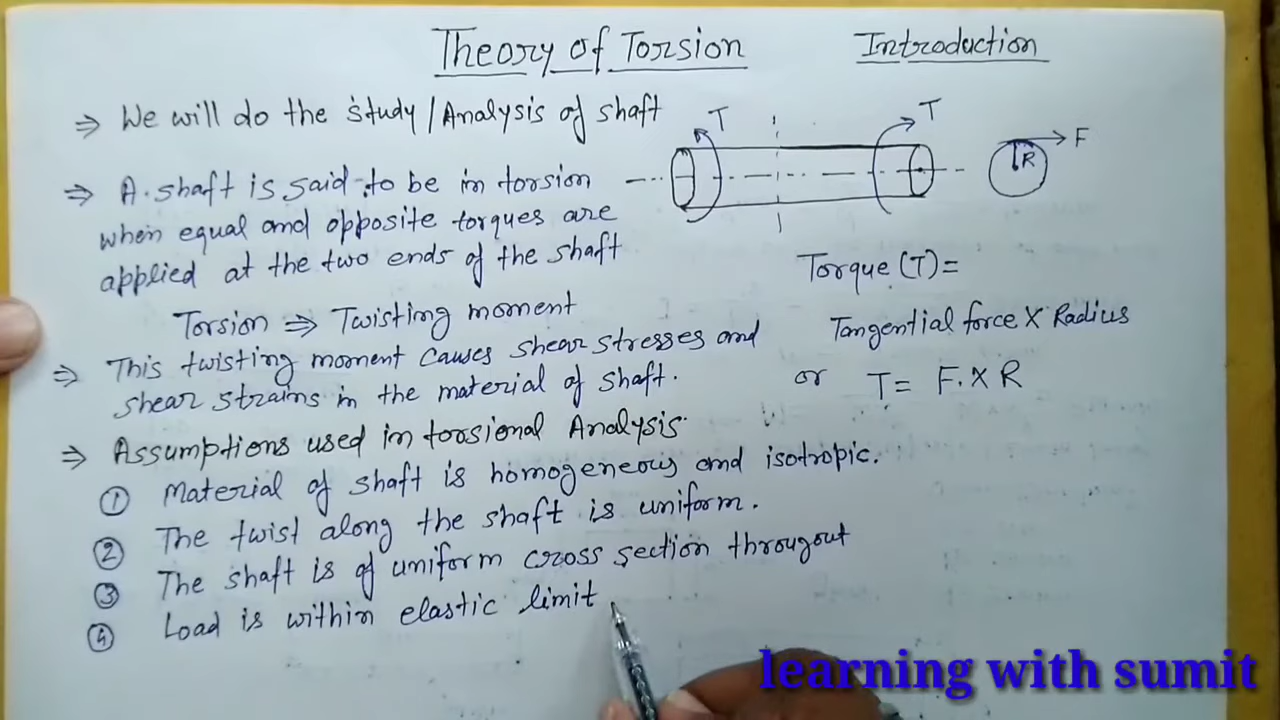 Theory of Torsion Introduction
⇒ We will do the study/Analysis of shaft
T T
F
R
⇒ A shaft is said to be in torsion
when equal and opposite torques are
applied at the two ends of the shaft
Torque (T) =
Tangential force X Radius
or T = F. X R
Torsion ⇒ Twisting moment
⇒ This twisting moment causes shear stresses and
shear strains in the material of shaft.
⇒ Assumptions used in torsional Analysis.
① Material of shaft is homogeneous and isotropic.
② The twist along the shaft is uniform.
③ The shaft is of uniform cross section througout
④ Load is within elastic limit
learning with sumit